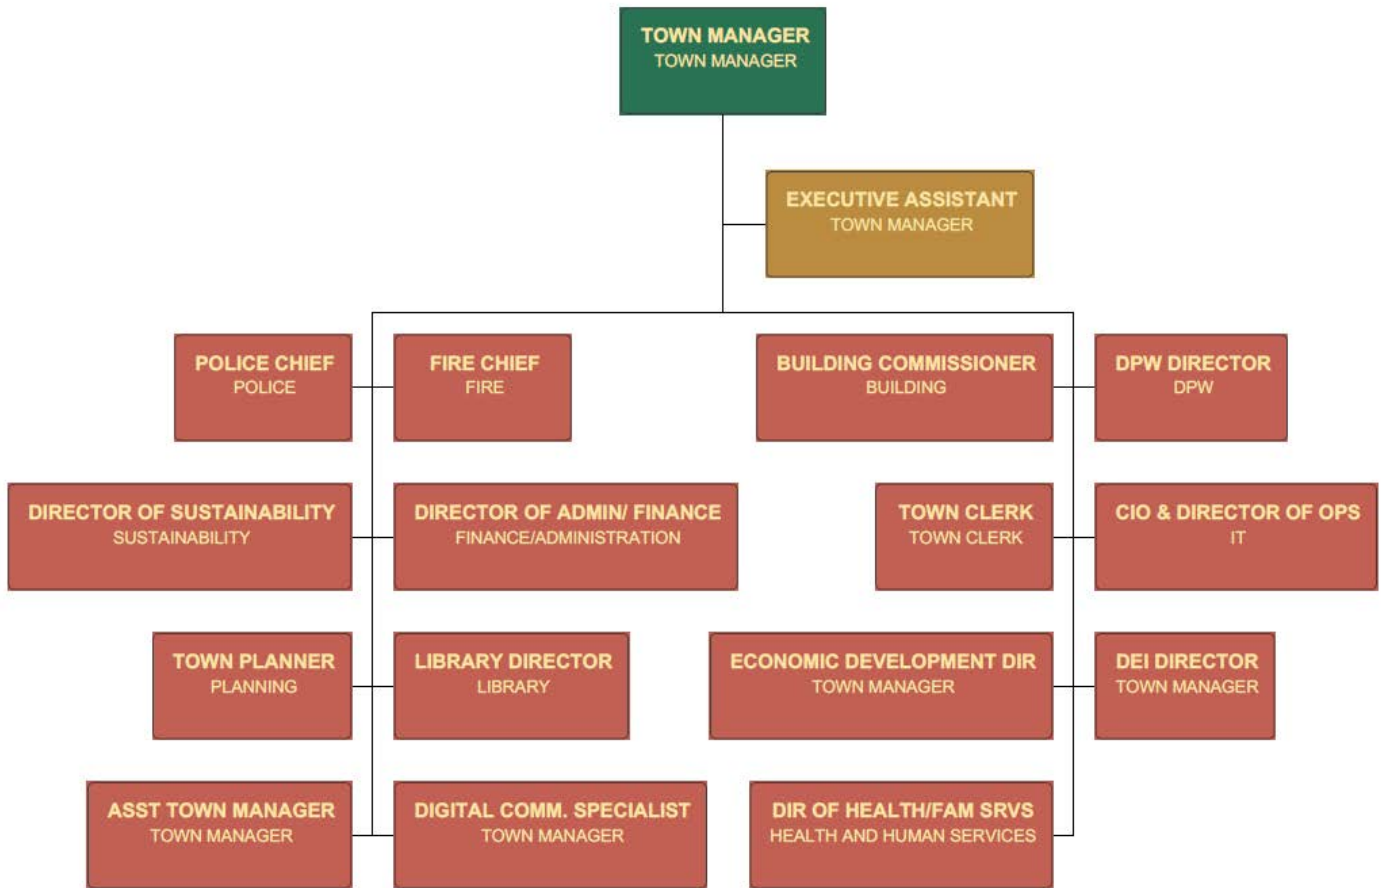 TOWN MANAGER
TOWN MANAGER
EXECUTIVE ASSISTANT
TOWN MANAGER
POLICE CHIEF
POLICE
FIRE CHIEF
FIRE
BUILDING COMMISSIONER
BUILDING
DPW DIRECTOR
DPW
DIRECTOR OF SUSTAINABILITY
SUSTAINABILITY
DIRECTOR OF ADMIN/ FINANCE
FINANCE/ADMINISTRATION
TOWN CLERK
TOWN CLERK
CIO & DIRECTOR OF OPS
IT
TOWN PLANNER
PLANNING
LIBRARY DIRECTOR
LIBRARY
ECONOMIC DEVELOPMENT DIR
TOWN MANAGER
DEI DIRECTOR
TOWN MANAGER
ASST TOWN MANAGER
TOWN MANAGER
DIGITAL COMM. SPECIALIST
TOWN MANAGER
DIR OF HEALTH/FAM SRVS
HEALTH AND HUMAN SERVICES